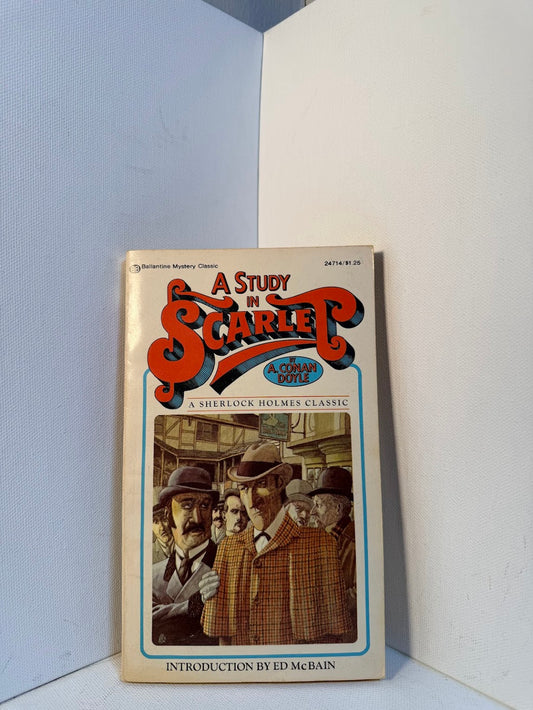 BB Ballantine Mystery Classic
24714/$1.25
A STUDY
IN
SCARLET
BY
A. CONAN
DOYLE
A SHERLOCK HOLMES CLASSIC
INTRODUCTION BY ED McBAIN